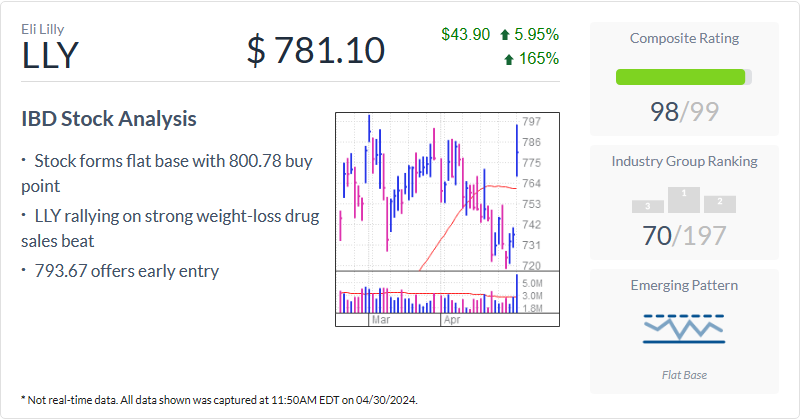 Eli Lilly
LLY
$ 781.10
$43.90 5.95%
165%
IBD Stock Analysis
· Stock forms flat base with 800.78 buy
point
· LLY rallying on strong weight-loss drug
sales beat
· 793.67 offers early entry
797
786
775
764
753
742
731
720
5.0M
3.0M
1.8M
Mar Apr
Composite Rating
98/99
Industry Group Ranking
3 1 2
70/197
Emerging Pattern
Flat Base
* Not real-time data. All data shown was captured at 11:50AM EDT on 04/30/2024.